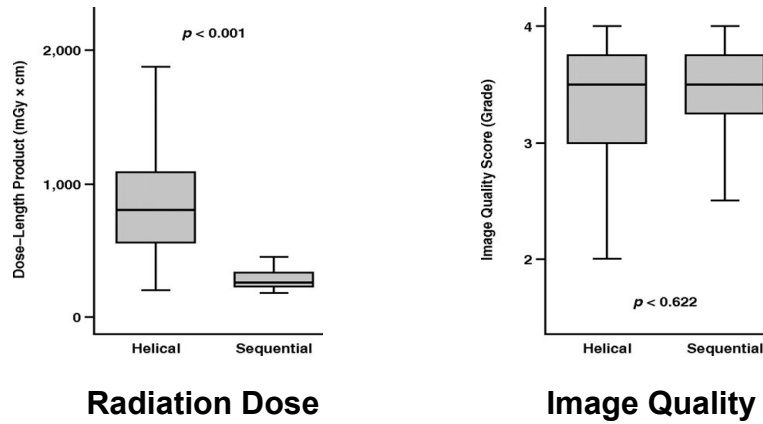 p < 0.001
2,000
1,000
0
Dose–Length Product (mGy × cm)
Helical
Sequential
Radiation Dose
4
3
2
Image Quality Score (Grade)
p < 0.622
Helical
Sequential
Image Quality